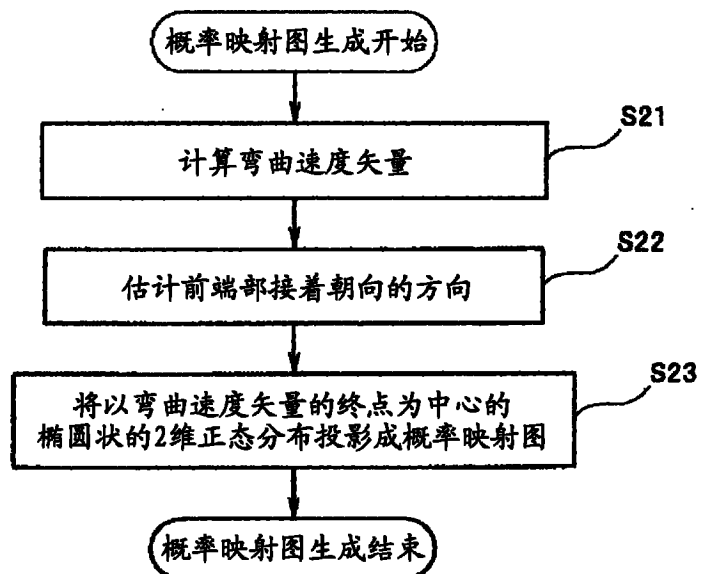 概率映射图生成开始
S21
计算弯曲速度矢量
S22
估计前端部接着朝向的方向
S23
将以弯曲速度矢量的终点为中心的
椭圆状的2维正态分布投影成概率映射图
概率映射图生成结束